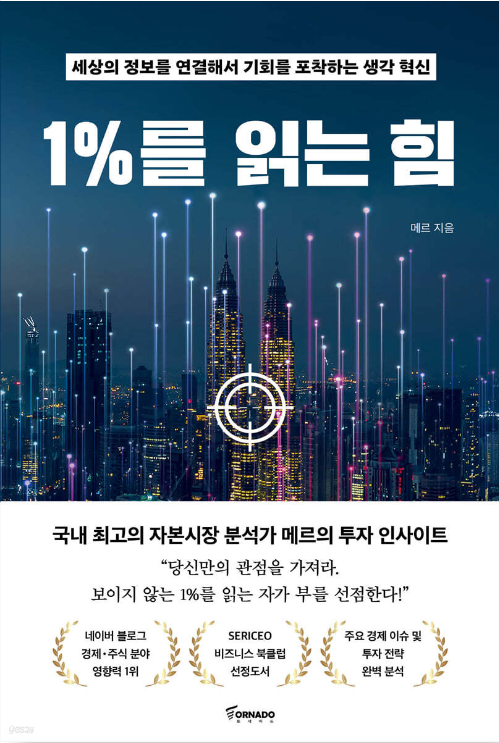 세상의 정보를 연결해서 기회를 포착하는 생각 혁신
1%를 읽는 힘
메르 지음
국내 최고의 자본시장 분석가 메르의 투자 인사이트
“당신만의 관점을 가져라.
보이지 않는 1%를 읽는 자가 부를 선점한다!”
네이버 블로그
경제·주식 분야
영향력 1위
SERICEO
비즈니스 북클럽
선정도서
주요 경제 이슈 및
투자 전략
완벽 분석
TORNADO
토네이도
yes24